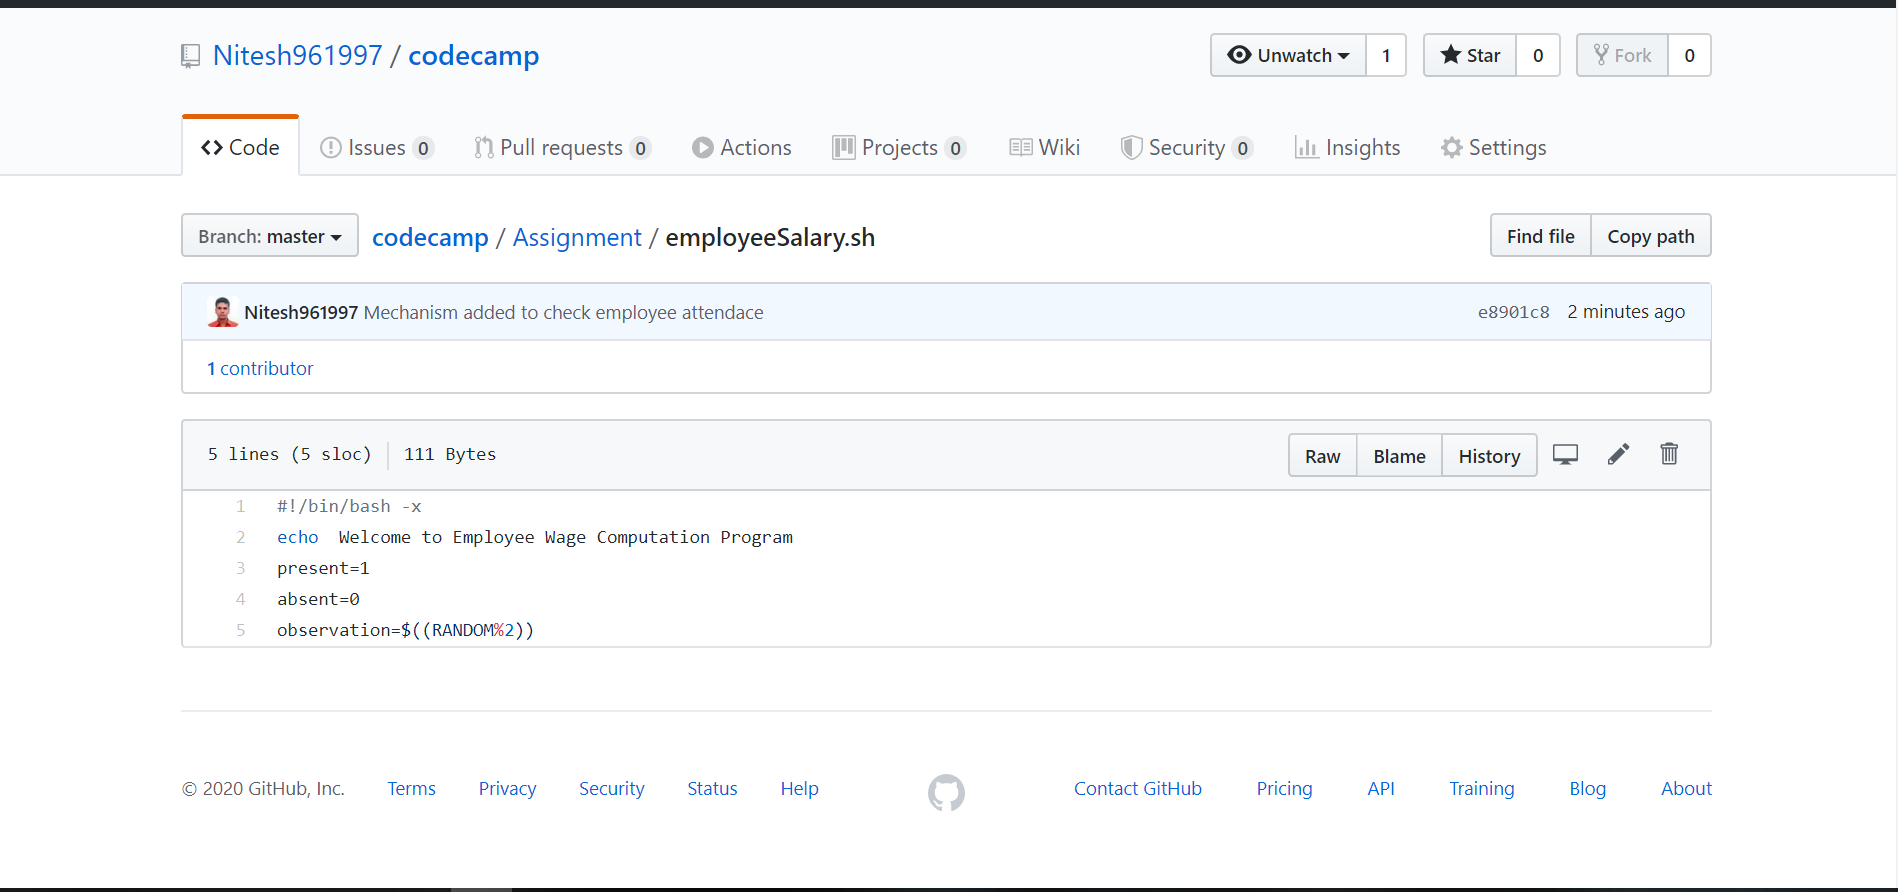 Nitesh961997 / codecamp
Unwatch 1 Star 0 Fork 0
Code Issues 0 Pull requests 0 Actions Projects 0 Wiki Security 0 Insights Settings
Branch: master codecamp / Assignment / employeeSalary.sh Find file Copy path
Nitesh961997 Mechanism added to check employee attendace e8901c8 2 minutes ago
1 contributor
5 lines (5 sloc) 111 Bytes Raw Blame History
1 #!/bin/bash -x
2 echo  Welcome to Employee Wage Computation Program
3 present=1
4 absent=0
5 observation=$((RANDOM%2))
© 2020 GitHub, Inc. Terms Privacy Security Status Help Contact GitHub Pricing API Training Blog About